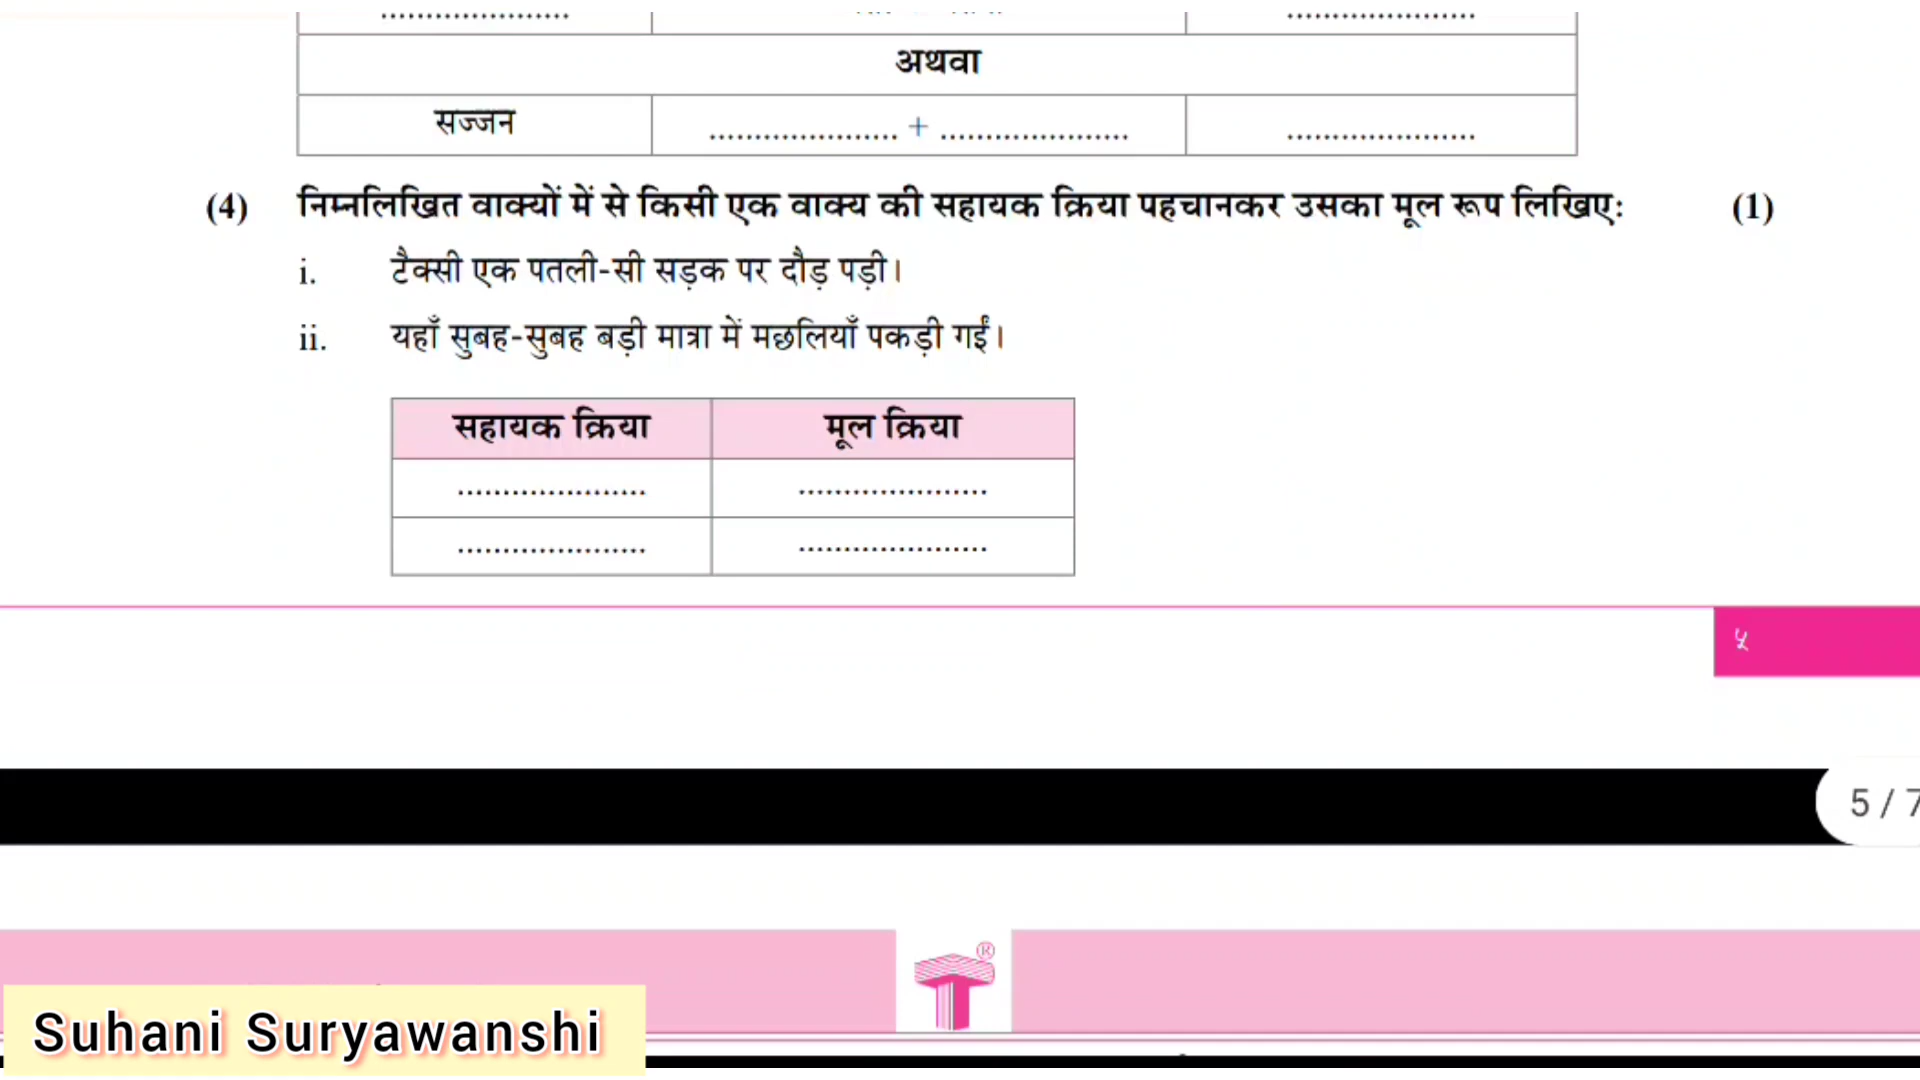 ..................... .....................
अथवा
सज्जन ..................... + ..................... .....................
(4) निम्नलिखित वाक्यों में से किसी एक वाक्य की सहायक क्रिया पहचानकर उसका मूल रूप लिखिए: (1)
i. टैक्सी एक पतली-सी सड़क पर दौड़ पड़ी।
ii. यहाँ सुबह-सुबह बड़ी मात्रा में मछलियाँ पकड़ी गईं।
सहायक क्रिया मूल क्रिया
..................... .....................
..................... .....................
५
5 / 7
®
Suhani Suryawanshi